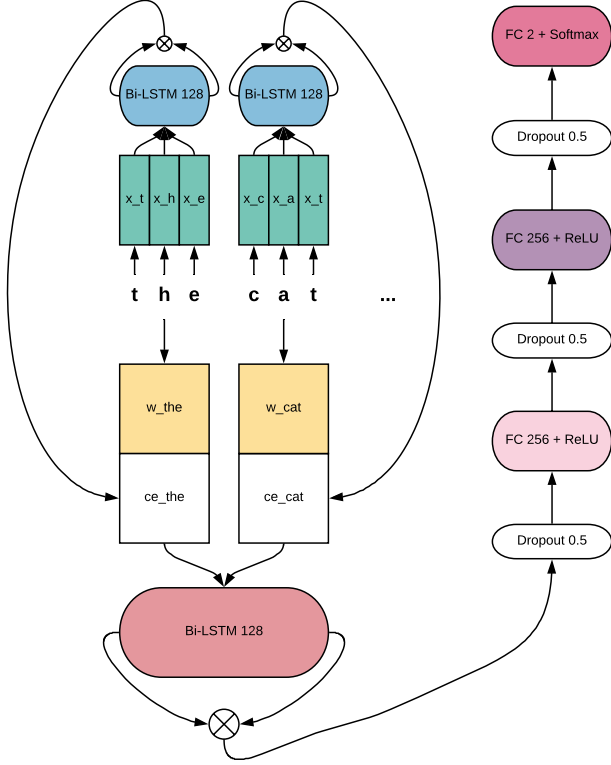 Bi-LSTM 128
Bi-LSTM 128
x_t x_h x_e
x_c x_a x_t
t h e c a t ...
w_the
w_cat
ce_the
ce_cat
Bi-LSTM 128
FC 2 + Softmax
Dropout 0.5
FC 256 + ReLU
Dropout 0.5
FC 256 + ReLU
Dropout 0.5